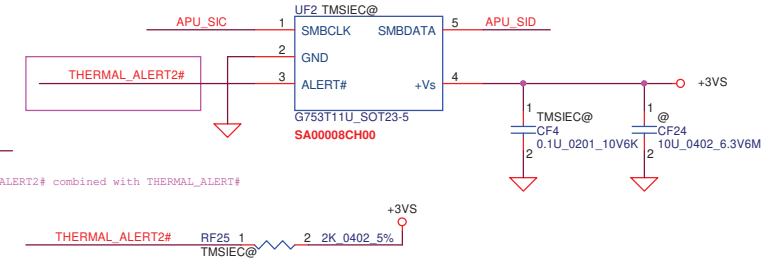 UF2 TMSIEC@
APU_SIC 1 SMBCLK SMBDATA 5 APU_SID
2 GND
THERMAL_ALERT2# 3 ALERT# +Vs 4 +3VS
G753T11U_SOT23-5
SA00008CH00
1 TMSIEC@ 1 @
CF4 CF24
0.1U_0201_10V6K 10U_0402_6.3V6M
2 2
ALERT2# combined with THERMAL_ALERT#
+3VS
THERMAL_ALERT2# RF25 1 2 2K_0402_5%
TMSIEC@